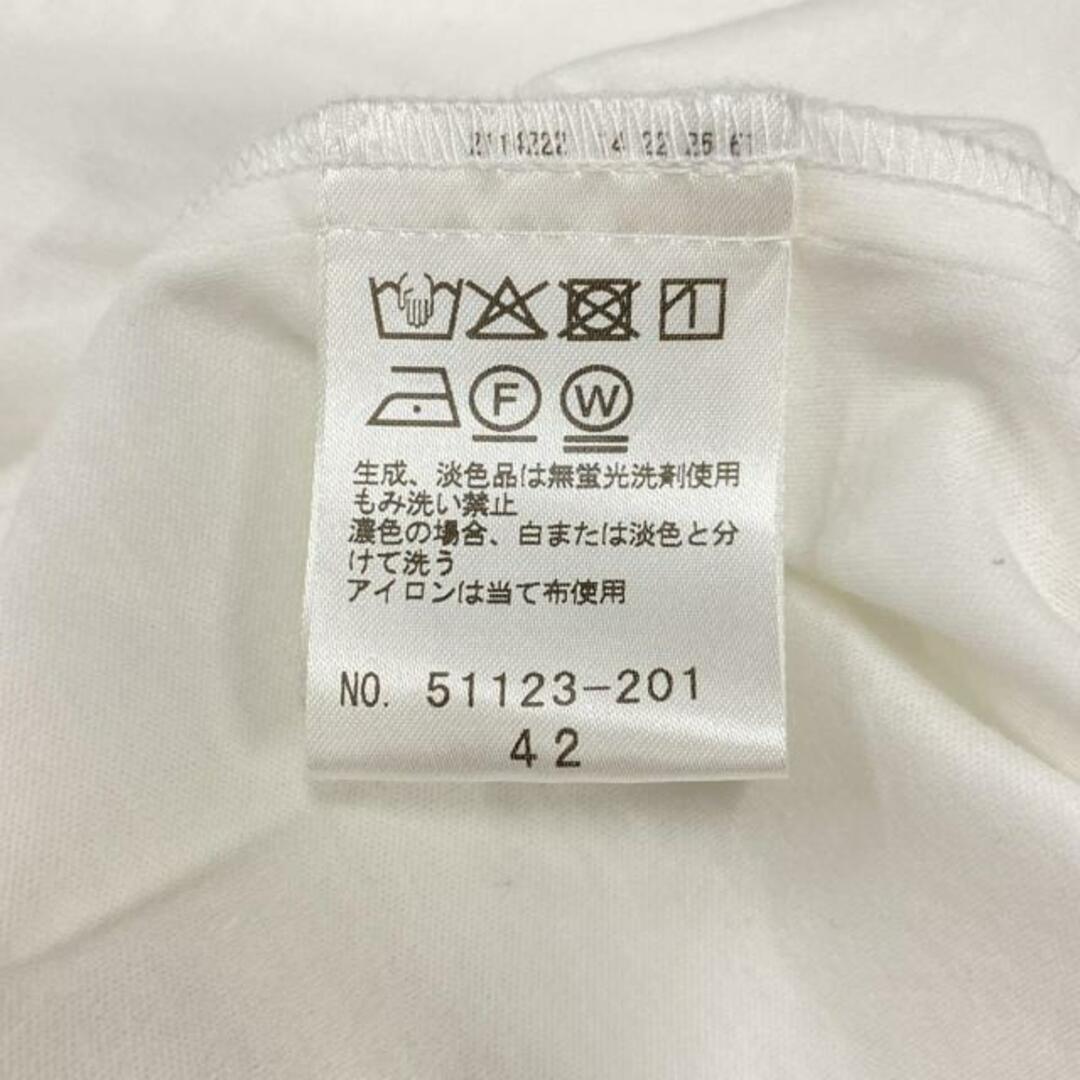 F W
生成、淡色品は無蛍光洗剤使用
もみ洗い禁止
濃色の場合、白または淡色と分
けて洗う
アイロンは当て布使用
NO. 51123-201
42